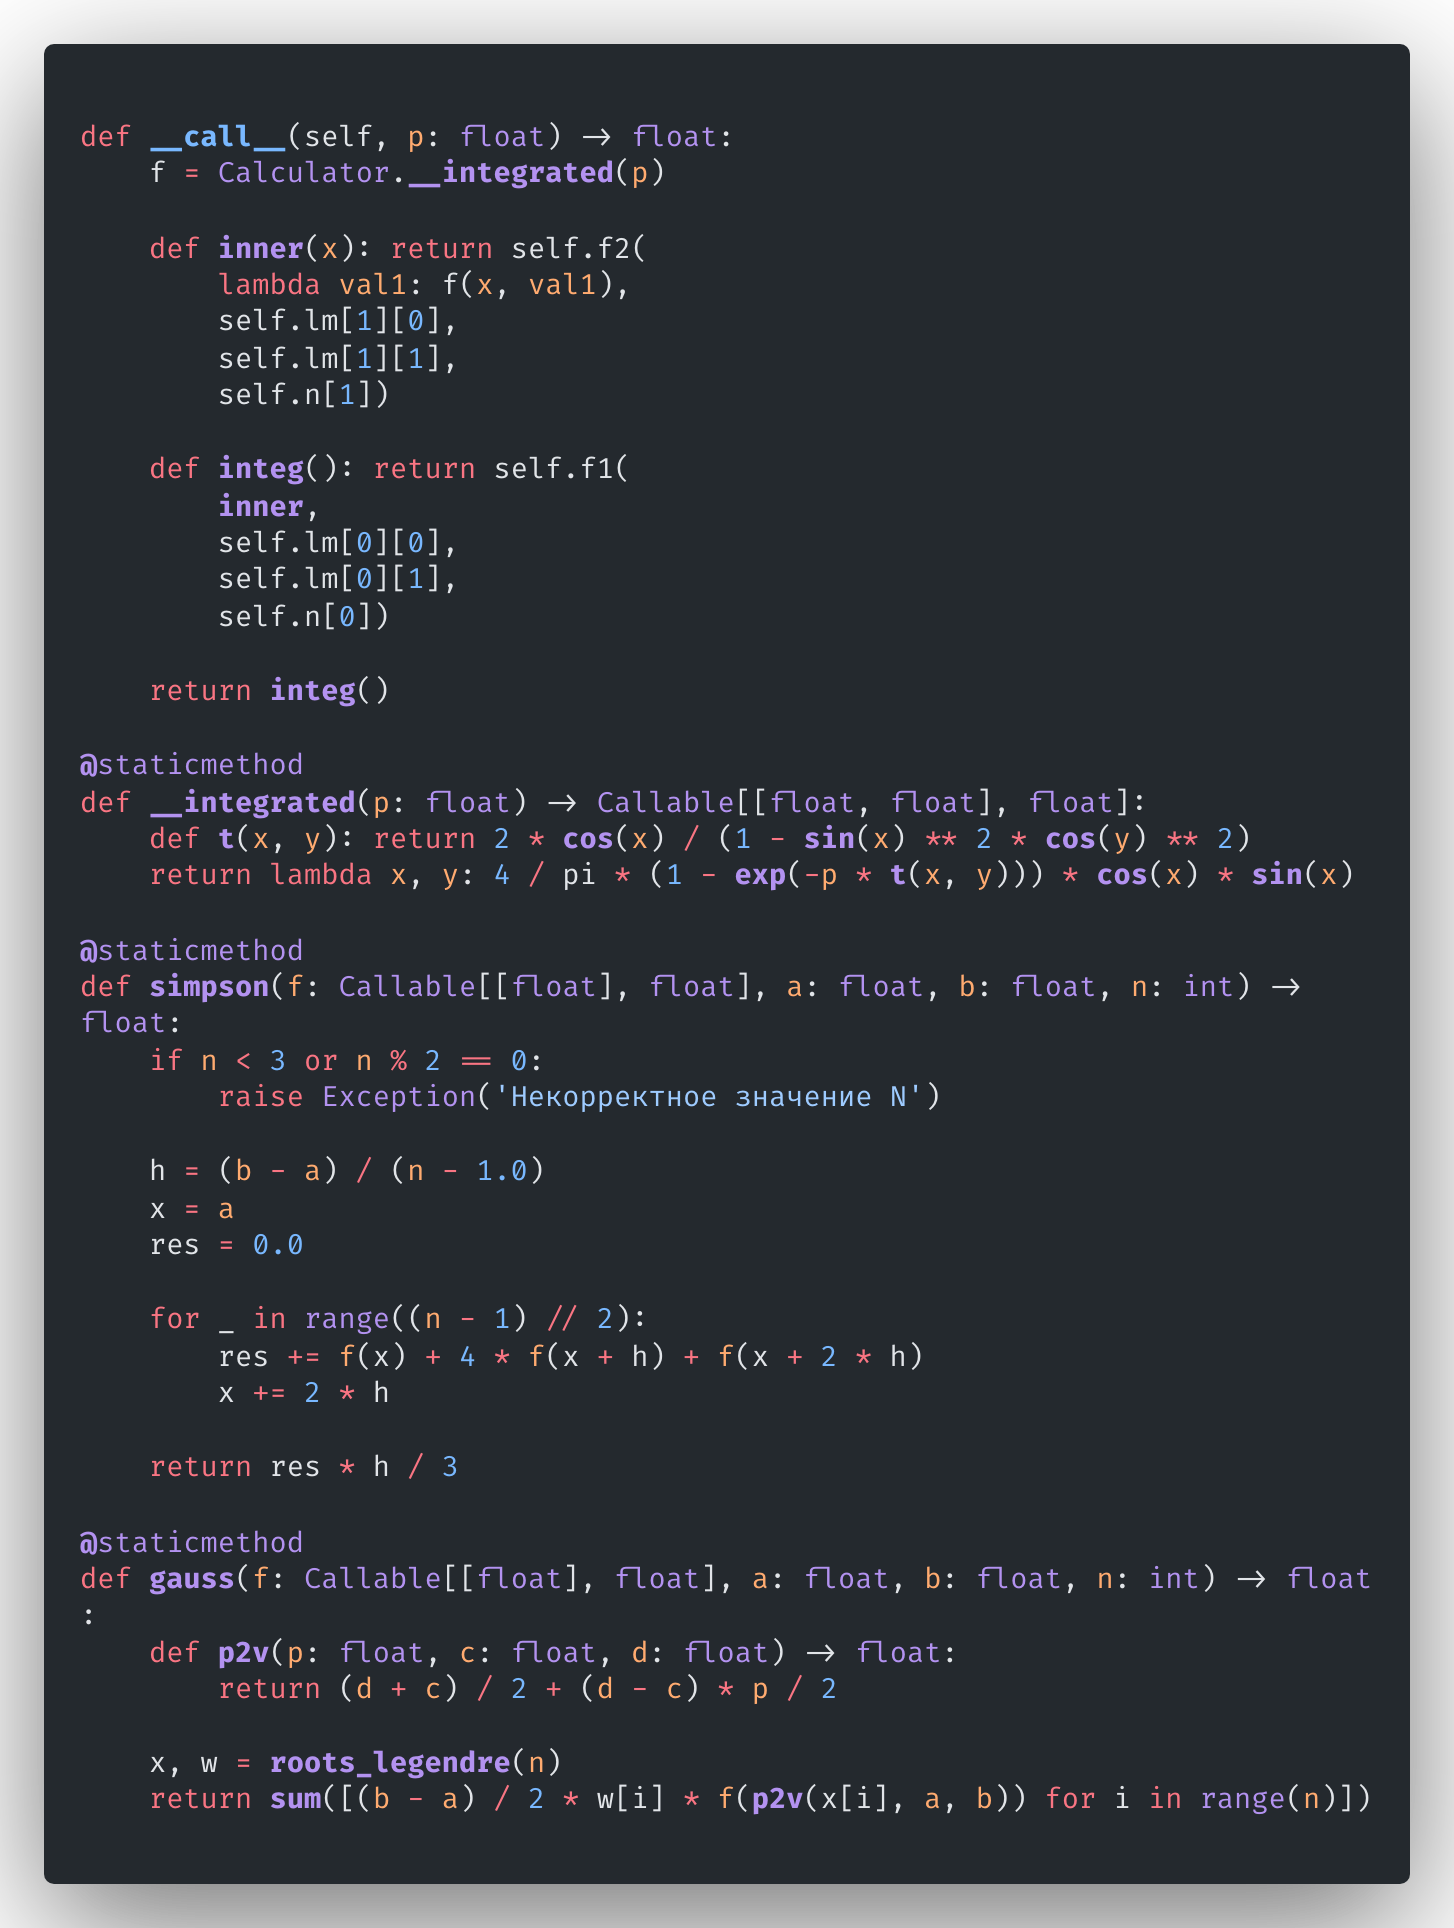 def __call__(self, p: float) -> float:
    f = Calculator.__integrated(p)

    def inner(x): return self.f2(
        lambda val1: f(x, val1),
        self.lm[1][0],
        self.lm[1][1],
        self.n[1])

    def integ(): return self.f1(
        inner,
        self.lm[0][0],
        self.lm[0][1],
        self.n[0])

    return integ()

@staticmethod
def __integrated(p: float) -> Callable[[float, float], float]:
    def t(x, y): return 2 * cos(x) / (1 - sin(x) ** 2 * cos(y) ** 2)
    return lambda x, y: 4 / pi * (1 - exp(-p * t(x, y))) * cos(x) * sin(x)

@staticmethod
def simpson(f: Callable[[float], float], a: float, b: float, n: int) ->
float:
    if n < 3 or n % 2 == 0:
        raise Exception('Некорректное значение N')

    h = (b - a) / (n - 1.0)
    x = a
    res = 0.0

    for _ in range((n - 1) // 2):
        res += f(x) + 4 * f(x + h) + f(x + 2 * h)
        x += 2 * h

    return res * h / 3

@staticmethod
def gauss(f: Callable[[float], float], a: float, b: float, n: int) -> float
:
    def p2v(p: float, c: float, d: float) -> float:
        return (d + c) / 2 + (d - c) * p / 2

    x, w = roots_legendre(n)
    return sum([(b - a) / 2 * w[i] * f(p2v(x[i], a, b)) for i in range(n)])